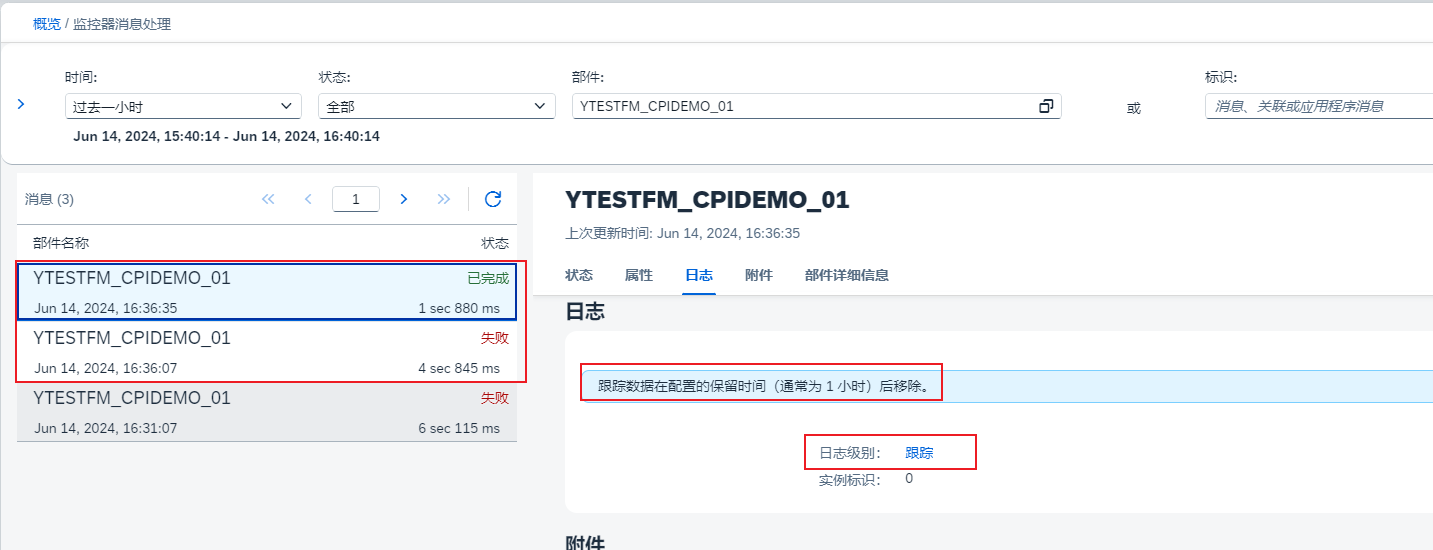 概览 / 监控器消息处理
时间: 状态: 部件: 标识:
过去一小时 全部 YTESTFM_CPIDEMO_01 或 消息、关联或应用程序消息
Jun 14, 2024, 15:40:14 - Jun 14, 2024, 16:40:14
消息 (3) 1
部件名称 状态
YTESTFM_CPIDEMO_01 已完成
Jun 14, 2024, 16:36:35 1 sec 880 ms
YTESTFM_CPIDEMO_01 失败
Jun 14, 2024, 16:36:07 4 sec 845 ms
YTESTFM_CPIDEMO_01 失败
Jun 14, 2024, 16:31:07 6 sec 115 ms
YTESTFM_CPIDEMO_01
上次更新时间: Jun 14, 2024, 16:36:35
状态 属性 日志 附件 部件详细信息
日志
跟踪数据在配置的保留时间（通常为 1 小时）后移除。
日志级别: 跟踪
实例标识: 0
附件